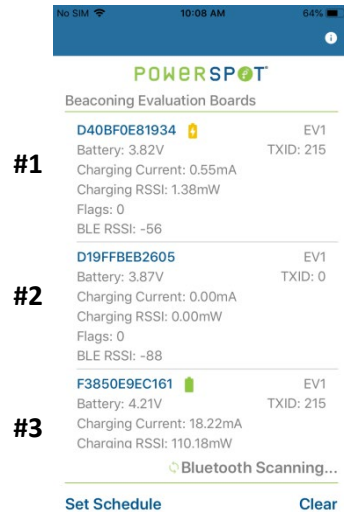 No SIM 10:08 AM 64%
POWERSPOT
Beaconing Evaluation Boards
#1
D40BF0E81934 EV1
Battery: 3.82V TXID: 215
Charging Current: 0.55mA
Charging RSSI: 1.38mW
Flags: 0
BLE RSSI: -56
#2
D19FFBEB2605 EV1
Battery: 3.87V TXID: 0
Charging Current: 0.00mA
Charging RSSI: 0.00mW
Flags: 0
BLE RSSI: -88
#3
F3850E9EC161 EV1
Battery: 4.21V TXID: 215
Charging Current: 18.22mA
Charging RSSI: 110.18mW
Bluetooth Scanning...
Set Schedule Clear